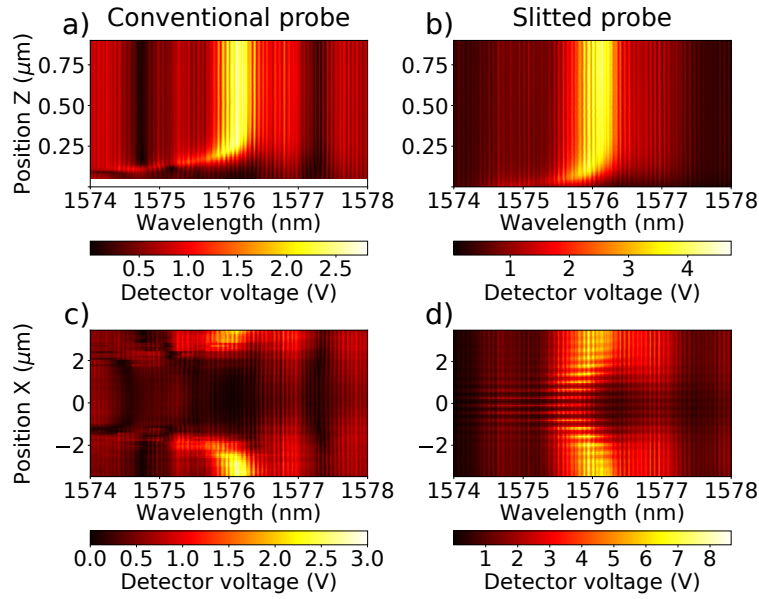 Conventional probe
Slitted probe
a)
b)
Position Z (μm)
0.75
0.50
0.25
0.75
0.50
0.25
1574 1575 1576 1577 1578
1574 1575 1576 1577 1578
Wavelength (nm)
Wavelength (nm)
0.5 1.0 1.5 2.0 2.5
1 2 3 4
Detector voltage (V)
Detector voltage (V)
c)
d)
Position X (μm)
2
0
−2
2
0
−2
1574 1575 1576 1577 1578
1574 1575 1576 1577 1578
Wavelength (nm)
Wavelength (nm)
0.0 0.5 1.0 1.5 2.0 2.5 3.0
1 2 3 4 5 6 7 8
Detector voltage (V)
Detector voltage (V)